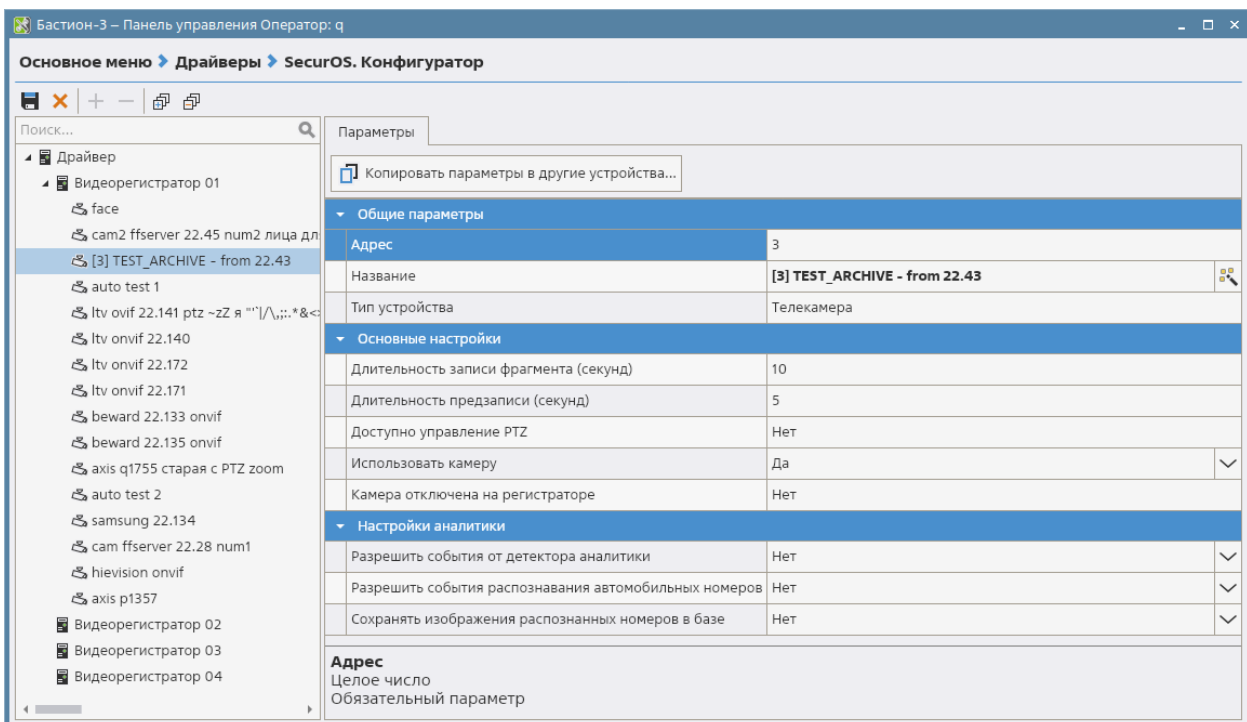 Бастион-3 – Панель управления Оператор: q
Основное меню Драйверы SecurOS. Конфигуратор
Поиск...
Драйвер
Видеорегистратор 01
face
cam2 ffserver 22.45 num2 лица дл
[3] TEST_ARCHIVE - from 22.43
auto test 1
ltv ovif 22.141 ptz ~zZ я "'`|/\,;:.*&<>
ltv onvif 22.140
ltv onvif 22.172
ltv onvif 22.171
beward 22.133 onvif
beward 22.135 onvif
axis q1755 старая с PTZ zoom
auto test 2
samsung 22.134
cam ffserver 22.28 num1
hievision onvif
axis p1357
Видеорегистратор 02
Видеорегистратор 03
Видеорегистратор 04
Параметры
Копировать параметры в другие устройства...
Общие параметры
Адрес 3
Название [3] TEST_ARCHIVE - from 22.43
Тип устройства Телекамера
Основные настройки
Длительность записи фрагмента (секунд) 10
Длительность предзаписи (секунд) 5
Доступно управление PTZ Нет
Использовать камеру Да
Камера отключена на регистраторе Нет
Настройки аналитики
Разрешить события от детектора аналитики Нет
Разрешить события распознавания автомобильных номеров Нет
Сохранять изображения распознанных номеров в базе Нет
Адрес
Целое число
Обязательный параметр